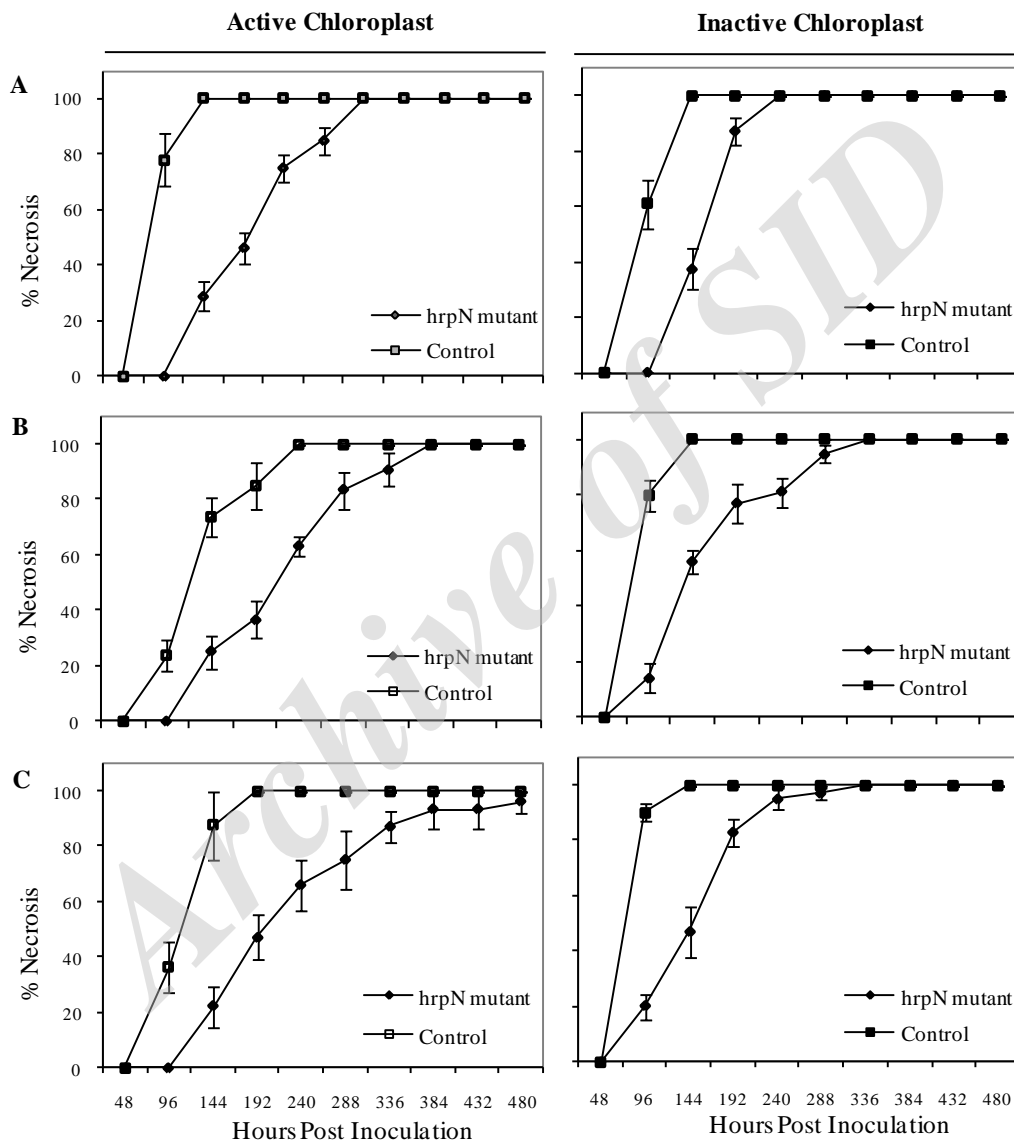 Active Chloroplast
Inactive Chloroplast
A
100
80
60
40
20
0
% Necrosis
hrpN mutant
Control
hrpN mutant
Control
B
100
80
60
40
20
0
% Necrosis
hrpN mutant
Control
hrpN mutant
Control
C
100
80
60
40
20
0
% Necrosis
hrpN mutant
Control
hrpN mutant
Control
48 96 144 192 240 288 336 384 432 480
48 96 144 192 240 288 336 384 432 480
Hours Post Inoculation
Hours Post Inoculation
Archive of SID